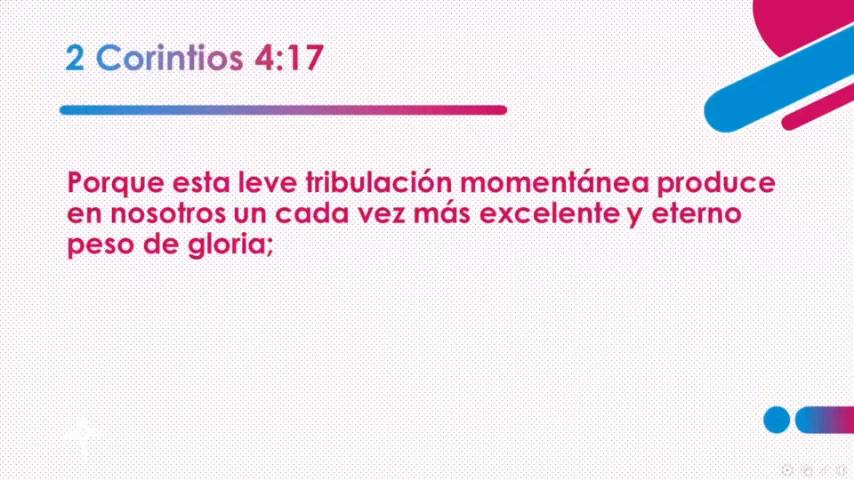 2 Corintios 4:17
Porque esta leve tribulación momentánea produce
en nosotros un cada vez más excelente y eterno
peso de gloria;